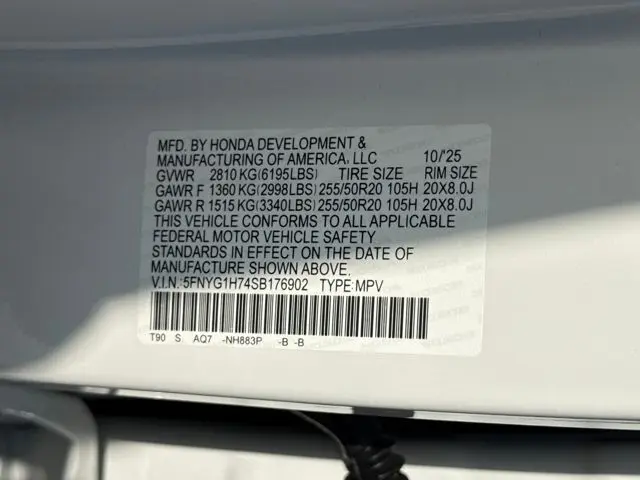 MFD. BY HONDA DEVELOPMENT &
MANUFACTURING OF AMERICA, LLC 10/'25
GVWR 2810 KG(6195LBS) TIRE SIZE RIM SIZE
GAWR F 1360 KG(2998LBS) 255/50R20 105H 20X8.0J
GAWR R 1515 KG(3340LBS) 255/50R20 105H 20X8.0J
THIS VEHICLE CONFORMS TO ALL APPLICABLE
FEDERAL MOTOR VEHICLE SAFETY
STANDARDS IN EFFECT ON THE DATE OF
MANUFACTURE SHOWN ABOVE.
V.I.N.: 5FNYG1H74SB176902 TYPE:MPV
T90 S AQ7 -NH883P -B -B